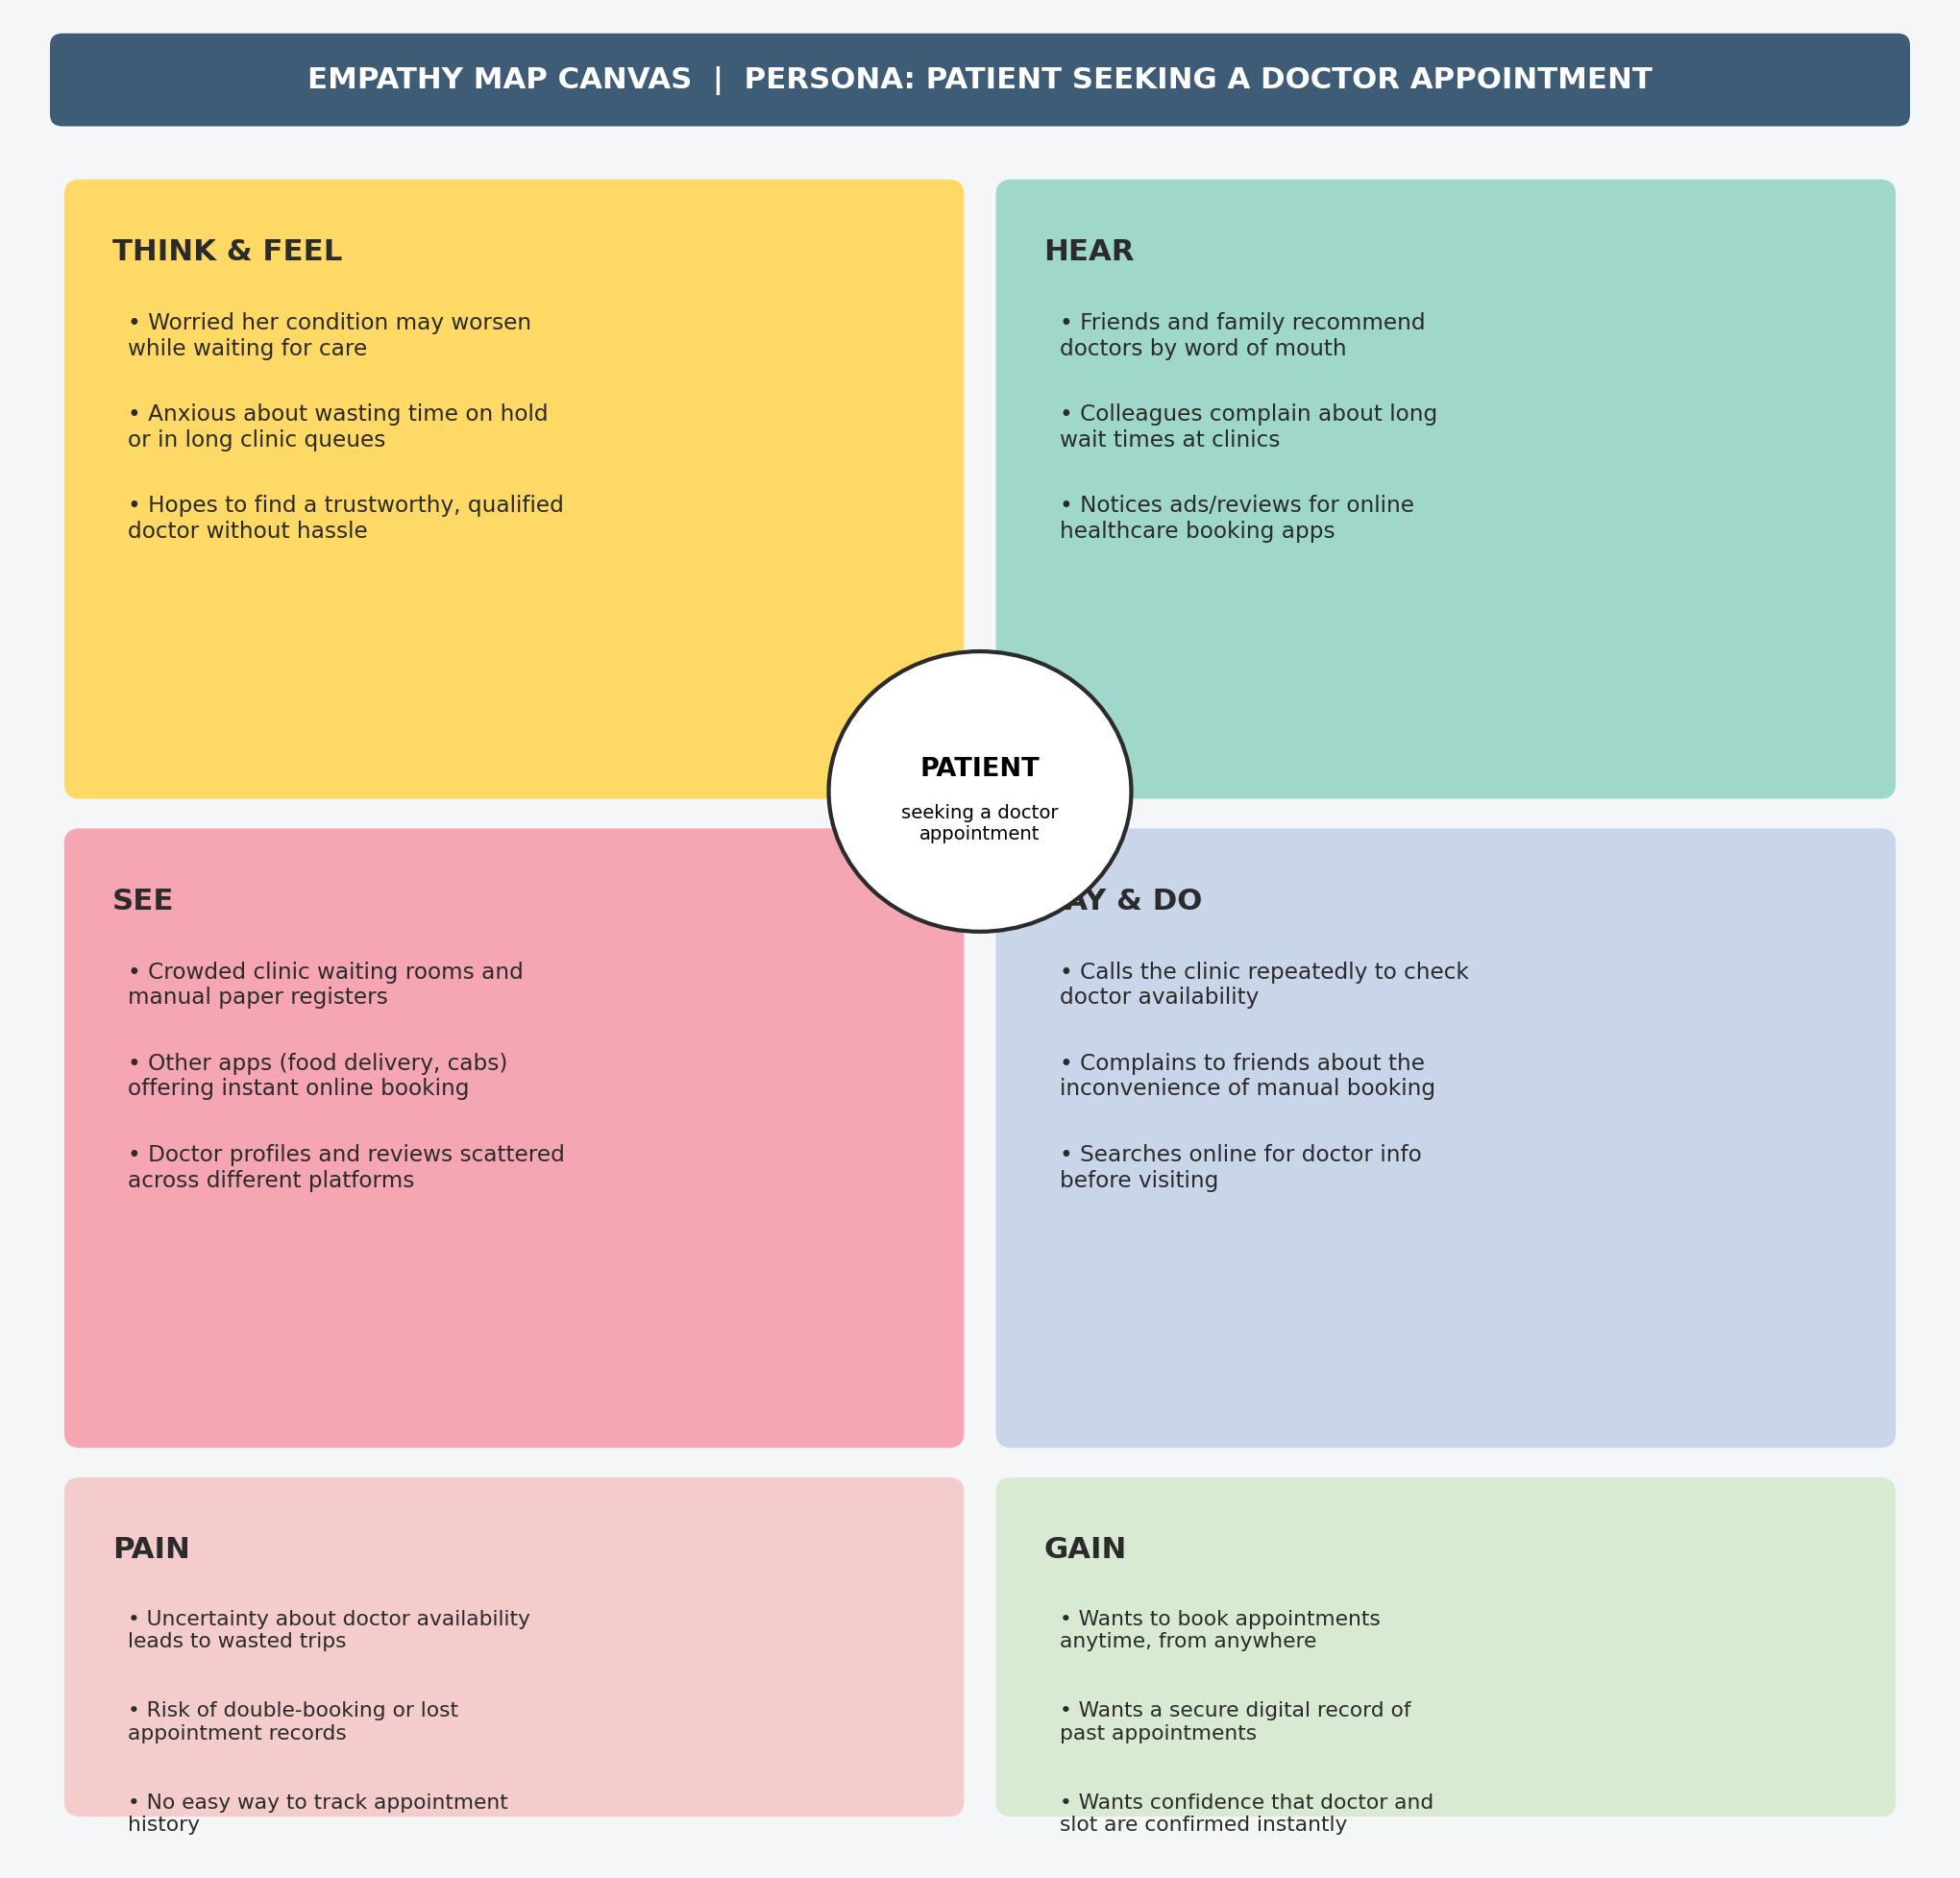 EMPATHY MAP CANVAS | PERSONA: PATIENT SEEKING A DOCTOR APPOINTMENT
THINK & FEEL
• Worried her condition may worsen
while waiting for care
• Anxious about wasting time on hold
or in long clinic queues
• Hopes to find a trustworthy, qualified
doctor without hassle
HEAR
• Friends and family recommend
doctors by word of mouth
• Colleagues complain about long
wait times at clinics
• Notices ads/reviews for online
healthcare booking apps
PATIENT
seeking a doctor
appointment
SEE
• Crowded clinic waiting rooms and
manual paper registers
• Other apps (food delivery, cabs)
offering instant online booking
• Doctor profiles and reviews scattered
across different platforms
AY & DO
• Calls the clinic repeatedly to check
doctor availability
• Complains to friends about the
inconvenience of manual booking
• Searches online for doctor info
before visiting
PAIN
• Uncertainty about doctor availability
leads to wasted trips
• Risk of double-booking or lost
appointment records
• No easy way to track appointment
history
GAIN
• Wants to book appointments
anytime, from anywhere
• Wants a secure digital record of
past appointments
• Wants confidence that doctor and
slot are confirmed instantly